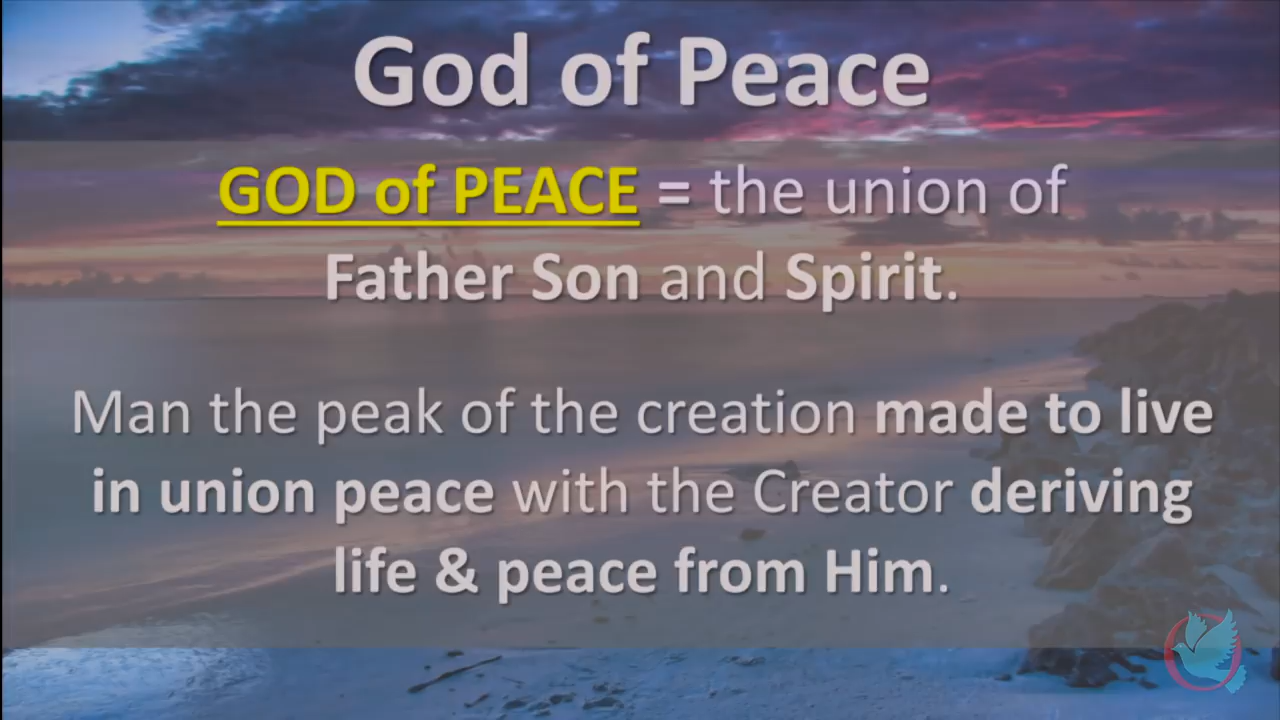 God of Peace
GOD of PEACE = the union of
Father Son and Spirit.
Man the peak of the creation made to live
in union peace with the Creator deriving
life & peace from Him.